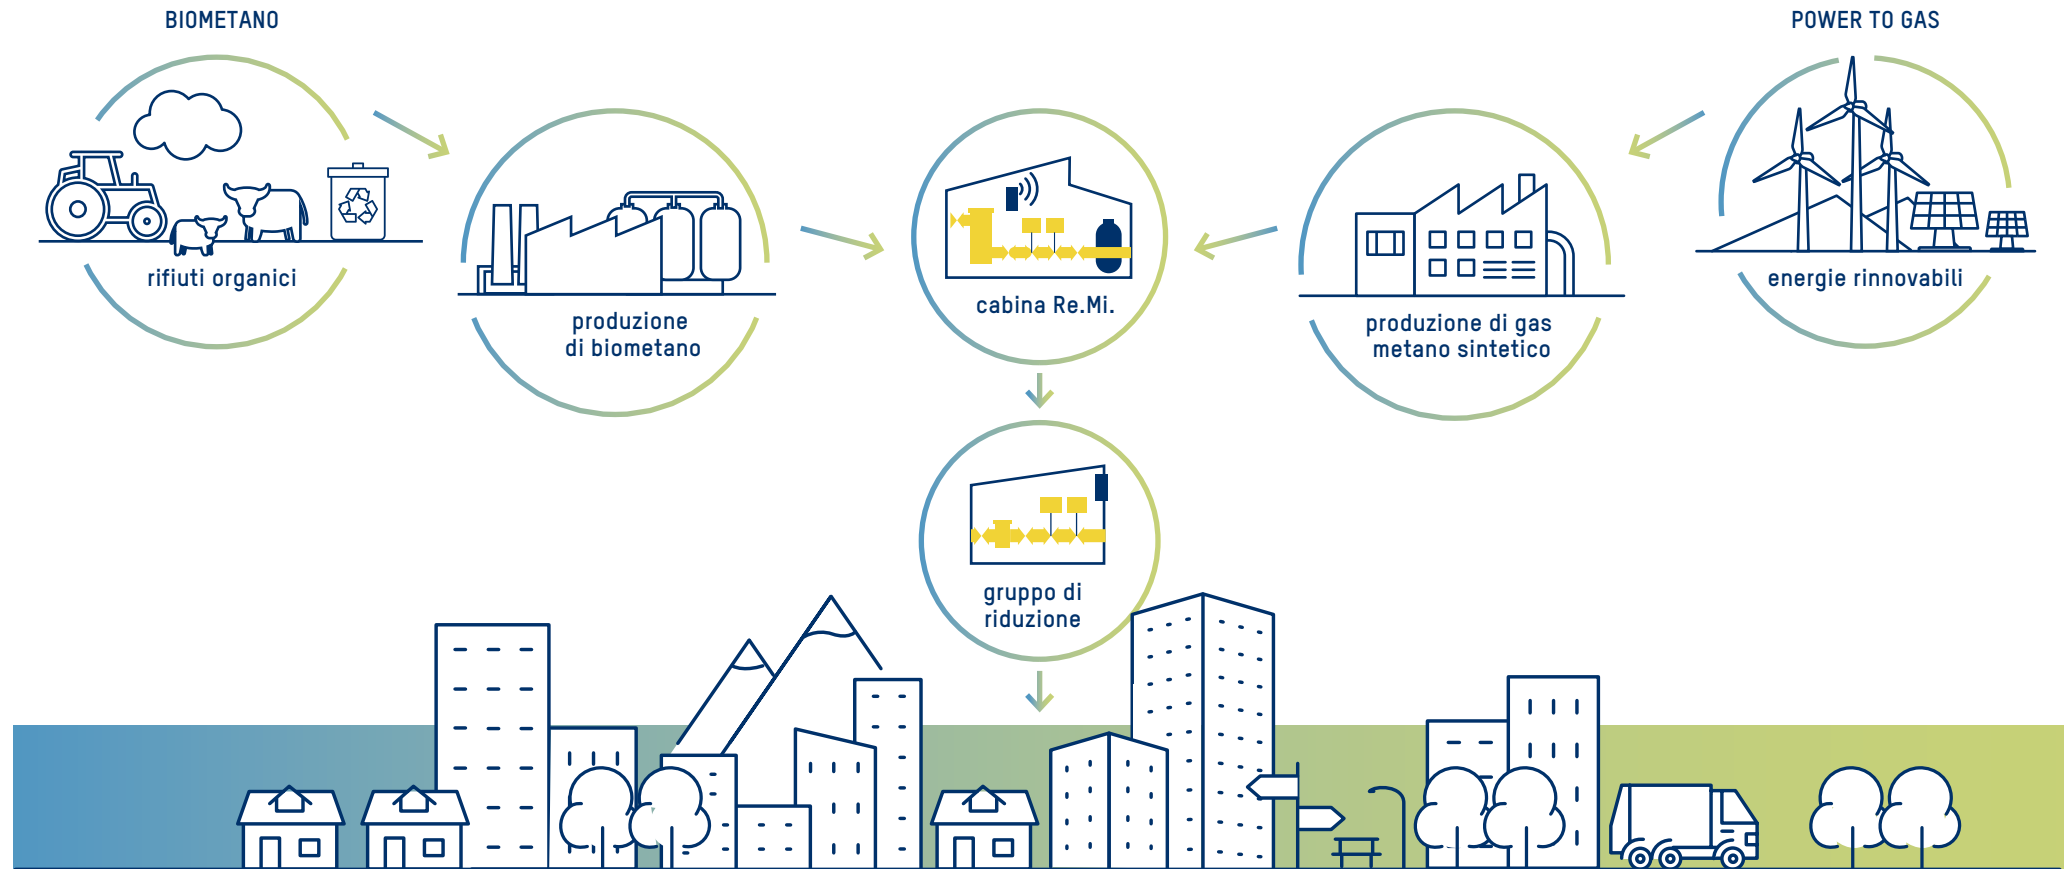 BIOMETANO
POWER TO GAS
rifiuti organici
produzione
di biometano
cabina Re.Mi.
produzione di gas
metano sintetico
energie rinnovabili
gruppo di
riduzione